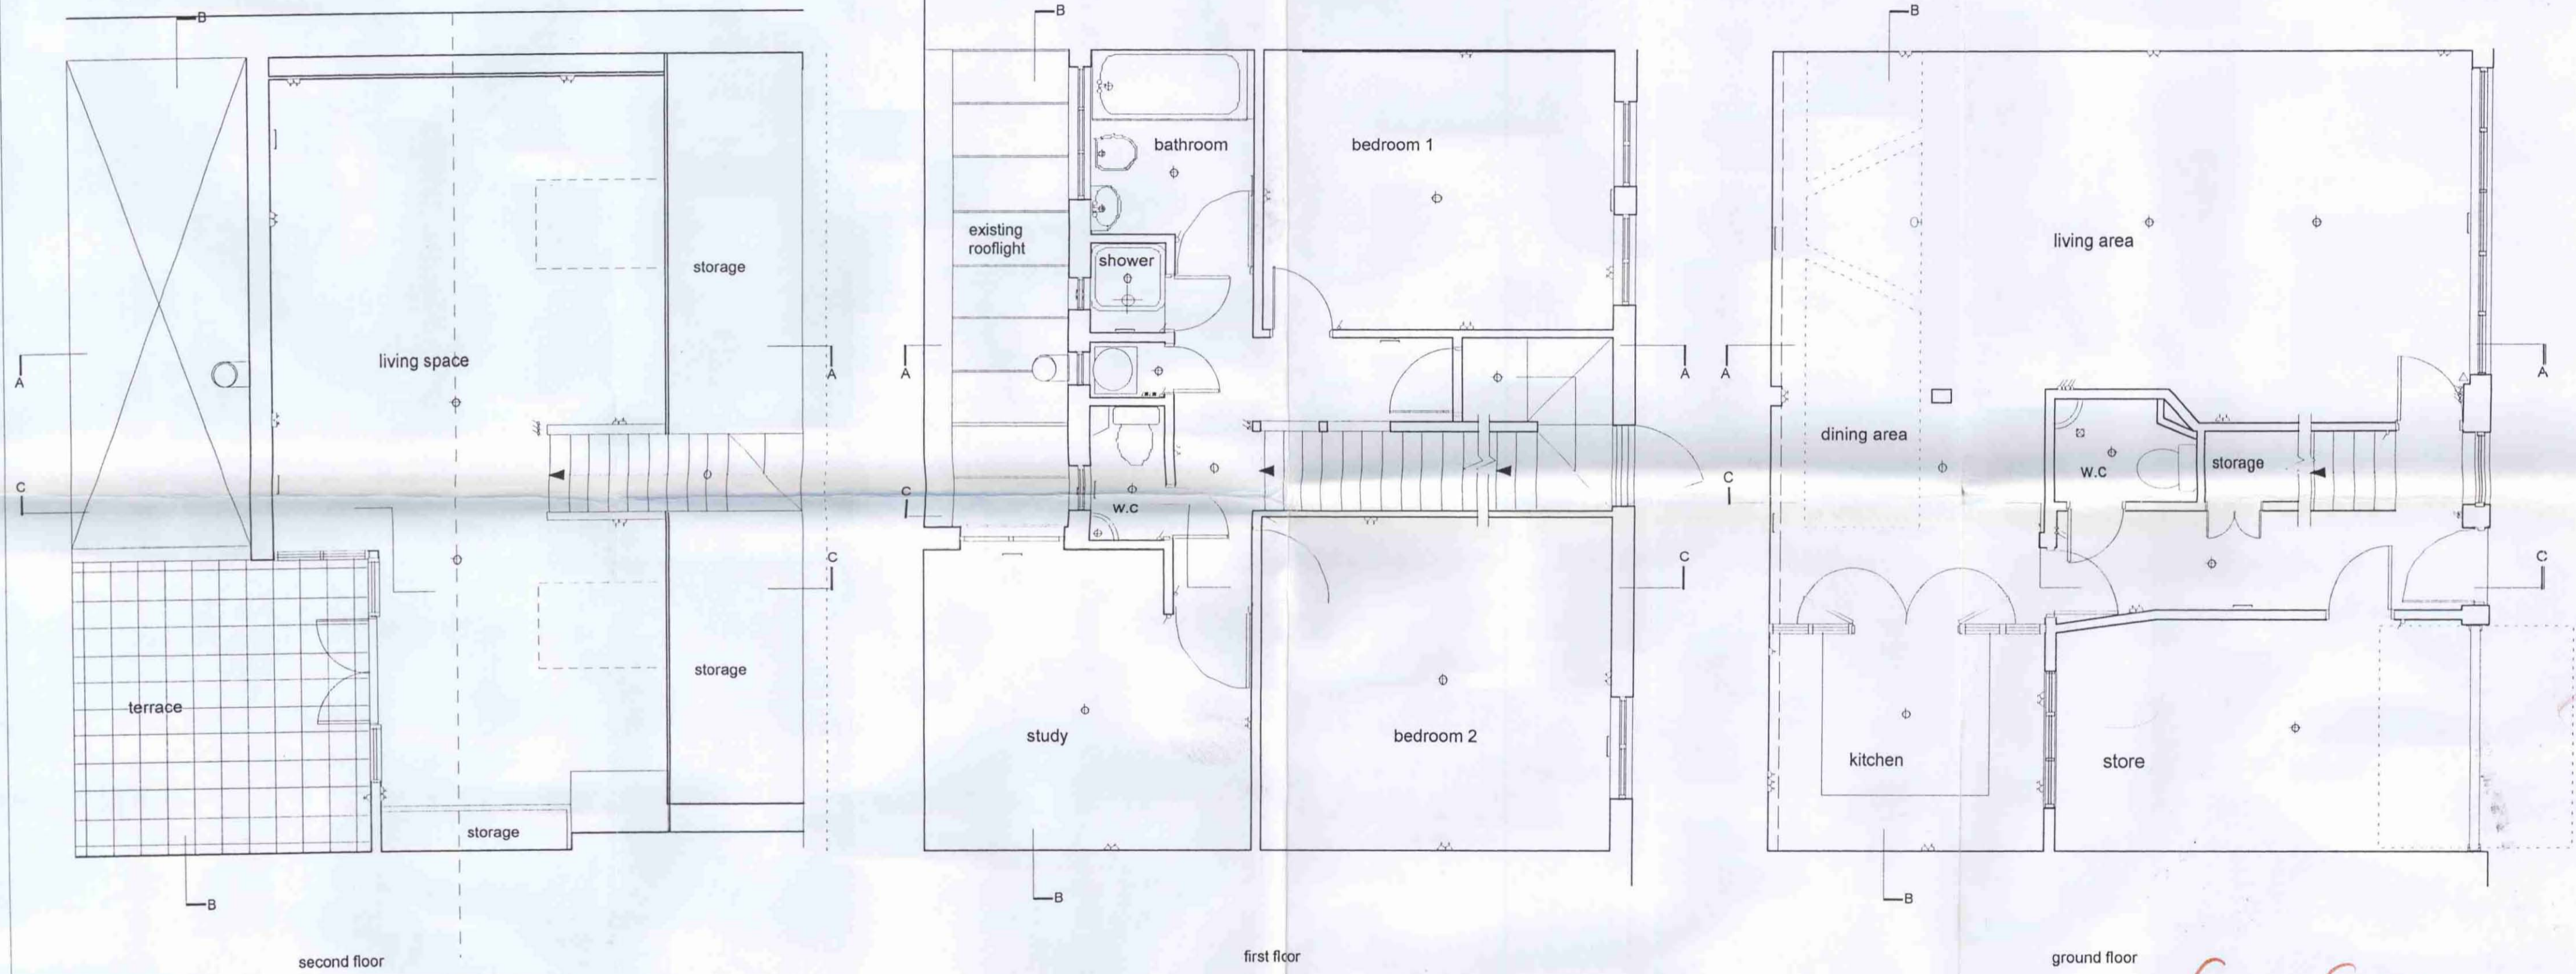 B
storage
living space
A
A
C
C
terrace
storage
storage
B
second floor
B
bathroom
bedroom 1
existing
rooflight
shower
A
A
C
w.c
C
study
bedroom 2
B
first floor
B
living area
A
A
dining area
w.c
storage
C
C
kitchen
store
B
ground floor